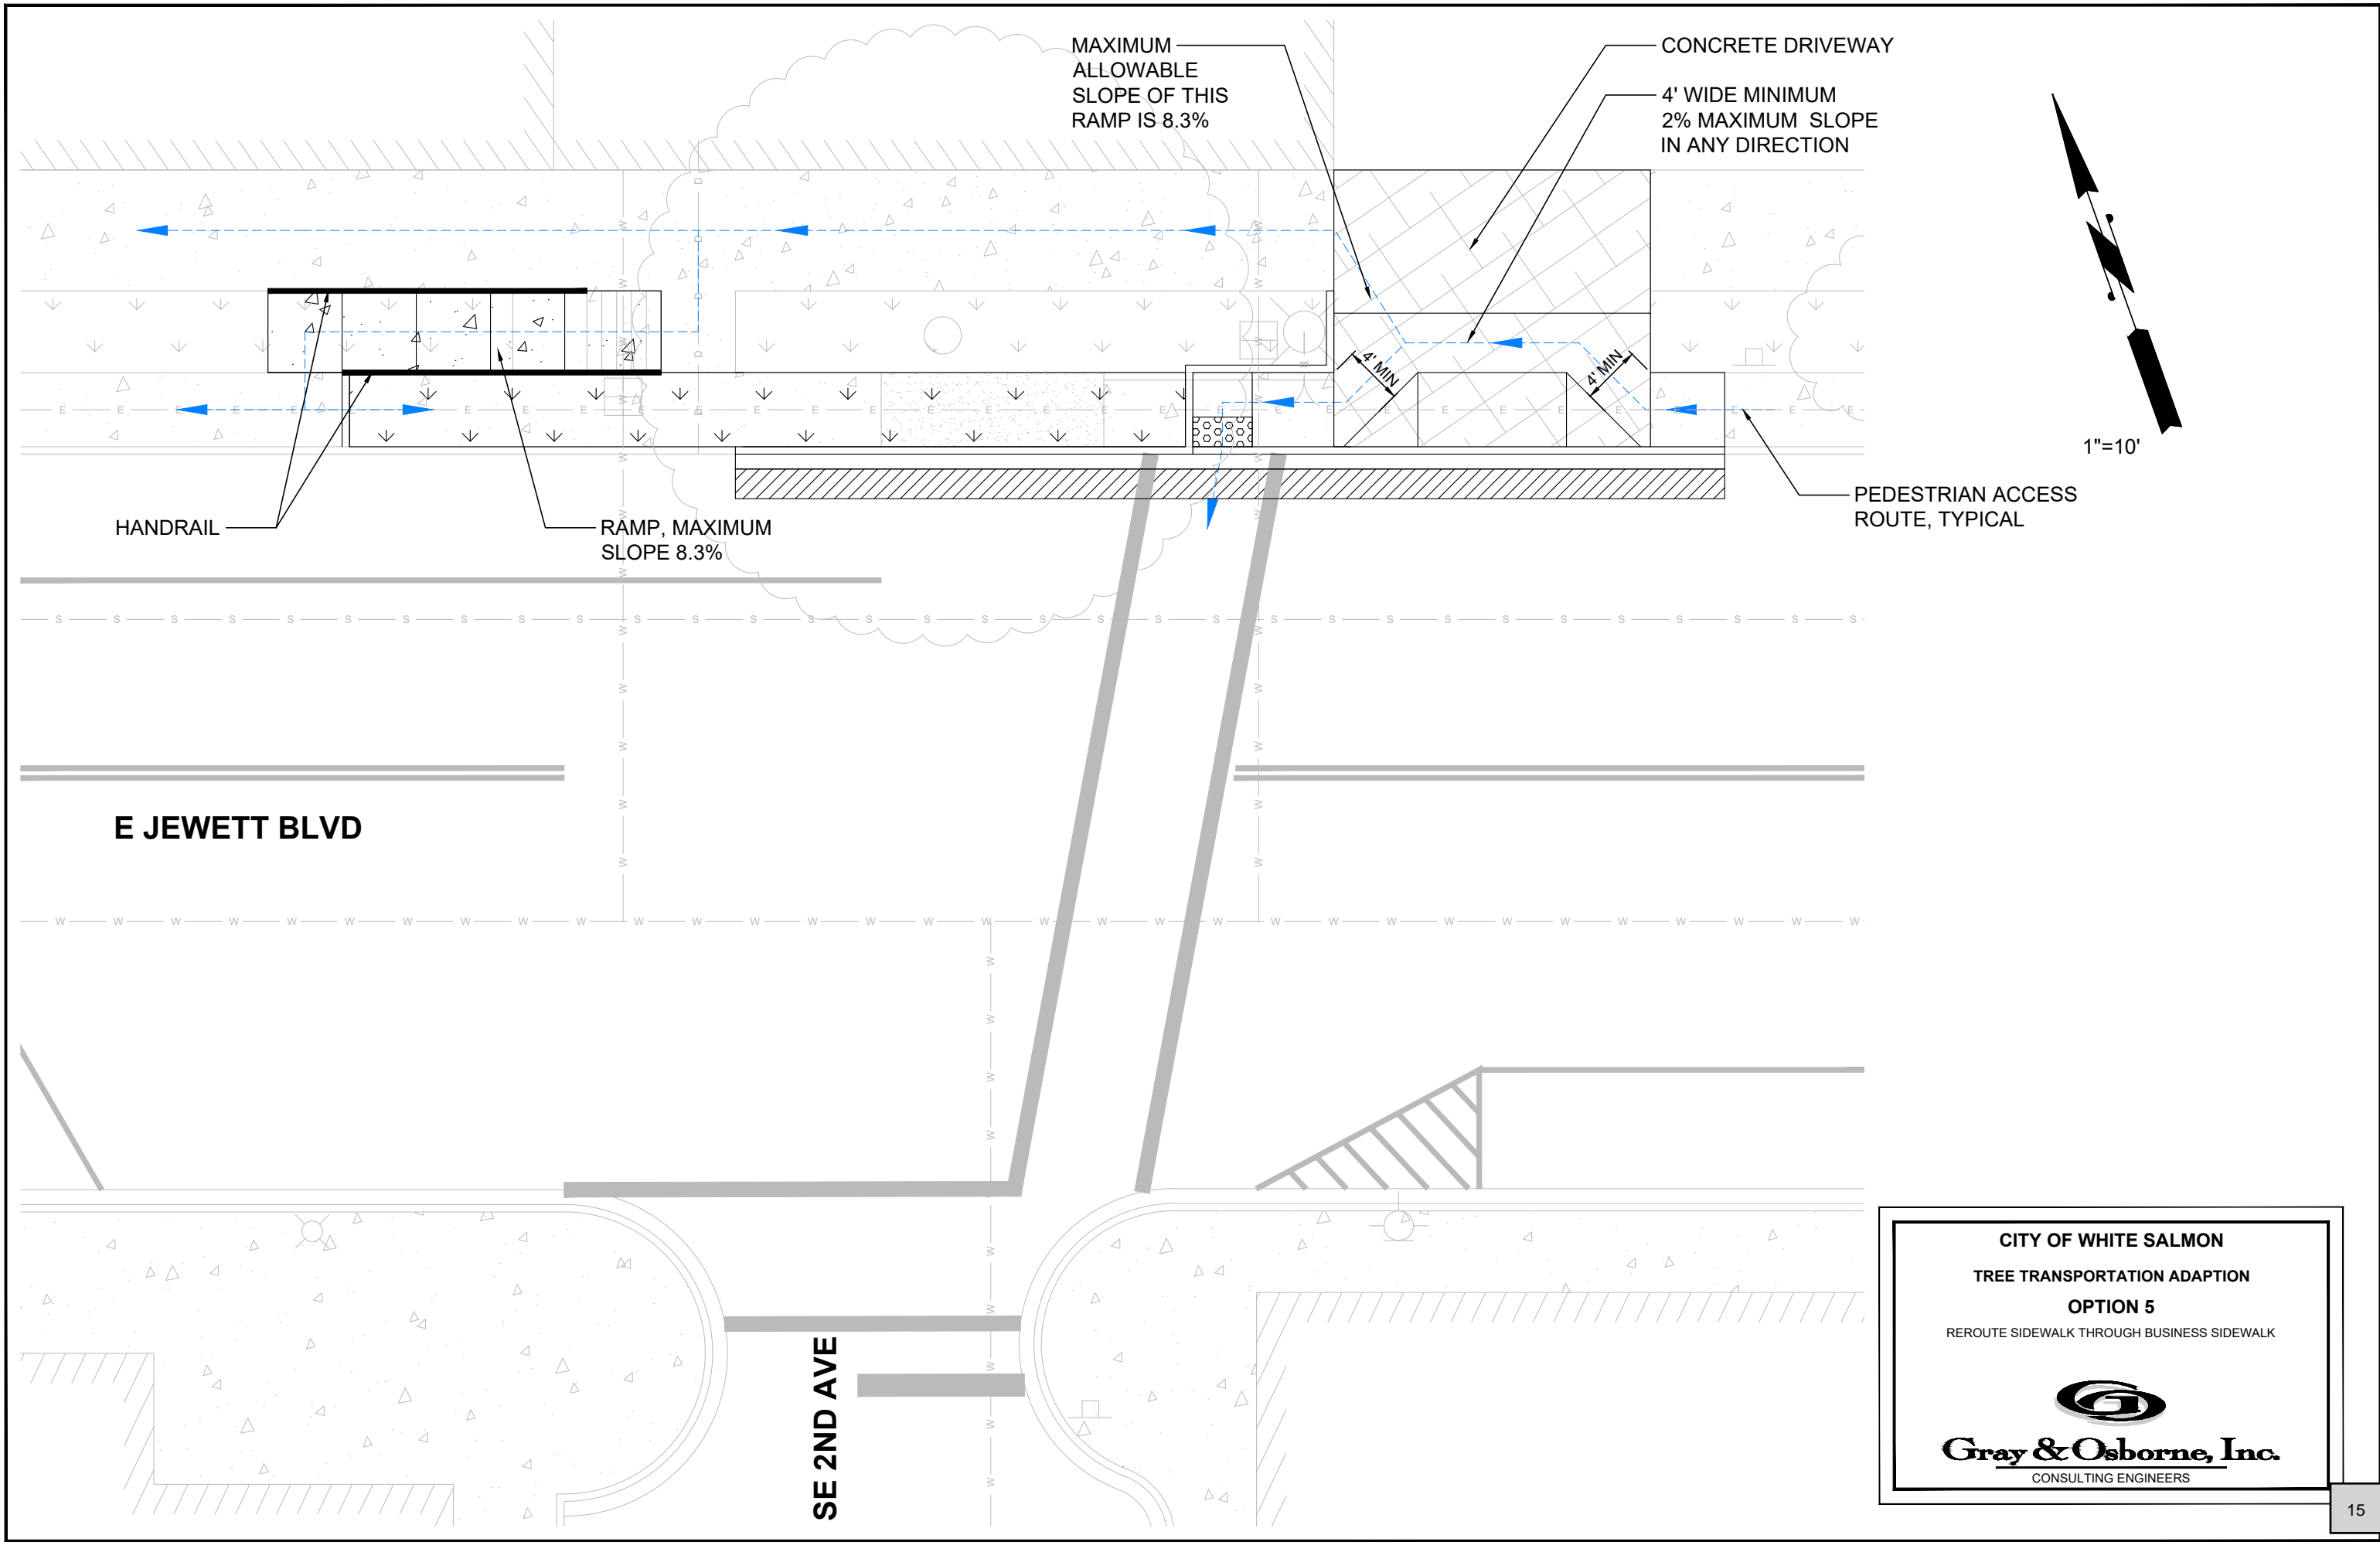 MAXIMUM
ALLOWABLE
SLOPE OF THIS
RAMP IS 8.3%
CONCRETE DRIVEWAY
4' WIDE MINIMUM
2% MAXIMUM SLOPE
IN ANY DIRECTION
4' MIN
4' MIN
1"=10'
PEDESTRIAN ACCESS
ROUTE, TYPICAL
HANDRAIL
RAMP, MAXIMUM
SLOPE 8.3%
E JEWETT BLVD
SE 2ND AVE
CITY OF WHITE SALMON
TREE TRANSPORTATION ADAPTION
OPTION 5
REROUTE SIDEWALK THROUGH BUSINESS SIDEWALK
G
Gray & Osborne, Inc.
CONSULTING ENGINEERS
15